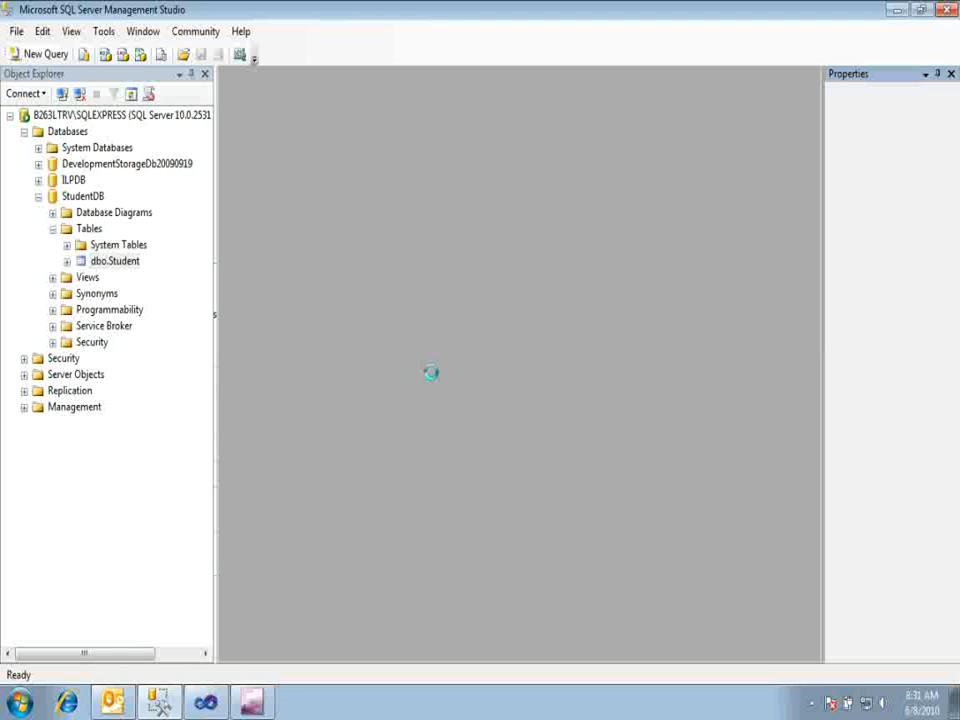 Microsoft SQL Server Management Studio
File Edit View Tools Window Community Help
New Query
Object Explorer
Properties
Connect
B263LTRV\SQLEXPRESS (SQL Server 10.0.2531
Databases
System Databases
DevelopmentStorageDb20090919
ILPDB
StudentDB
Database Diagrams
Tables
System Tables
dbo.Student
Views
Synonyms
Programmability
Service Broker
Security
Security
Server Objects
Replication
Management
Ready
8:31 AM
6/8/2010